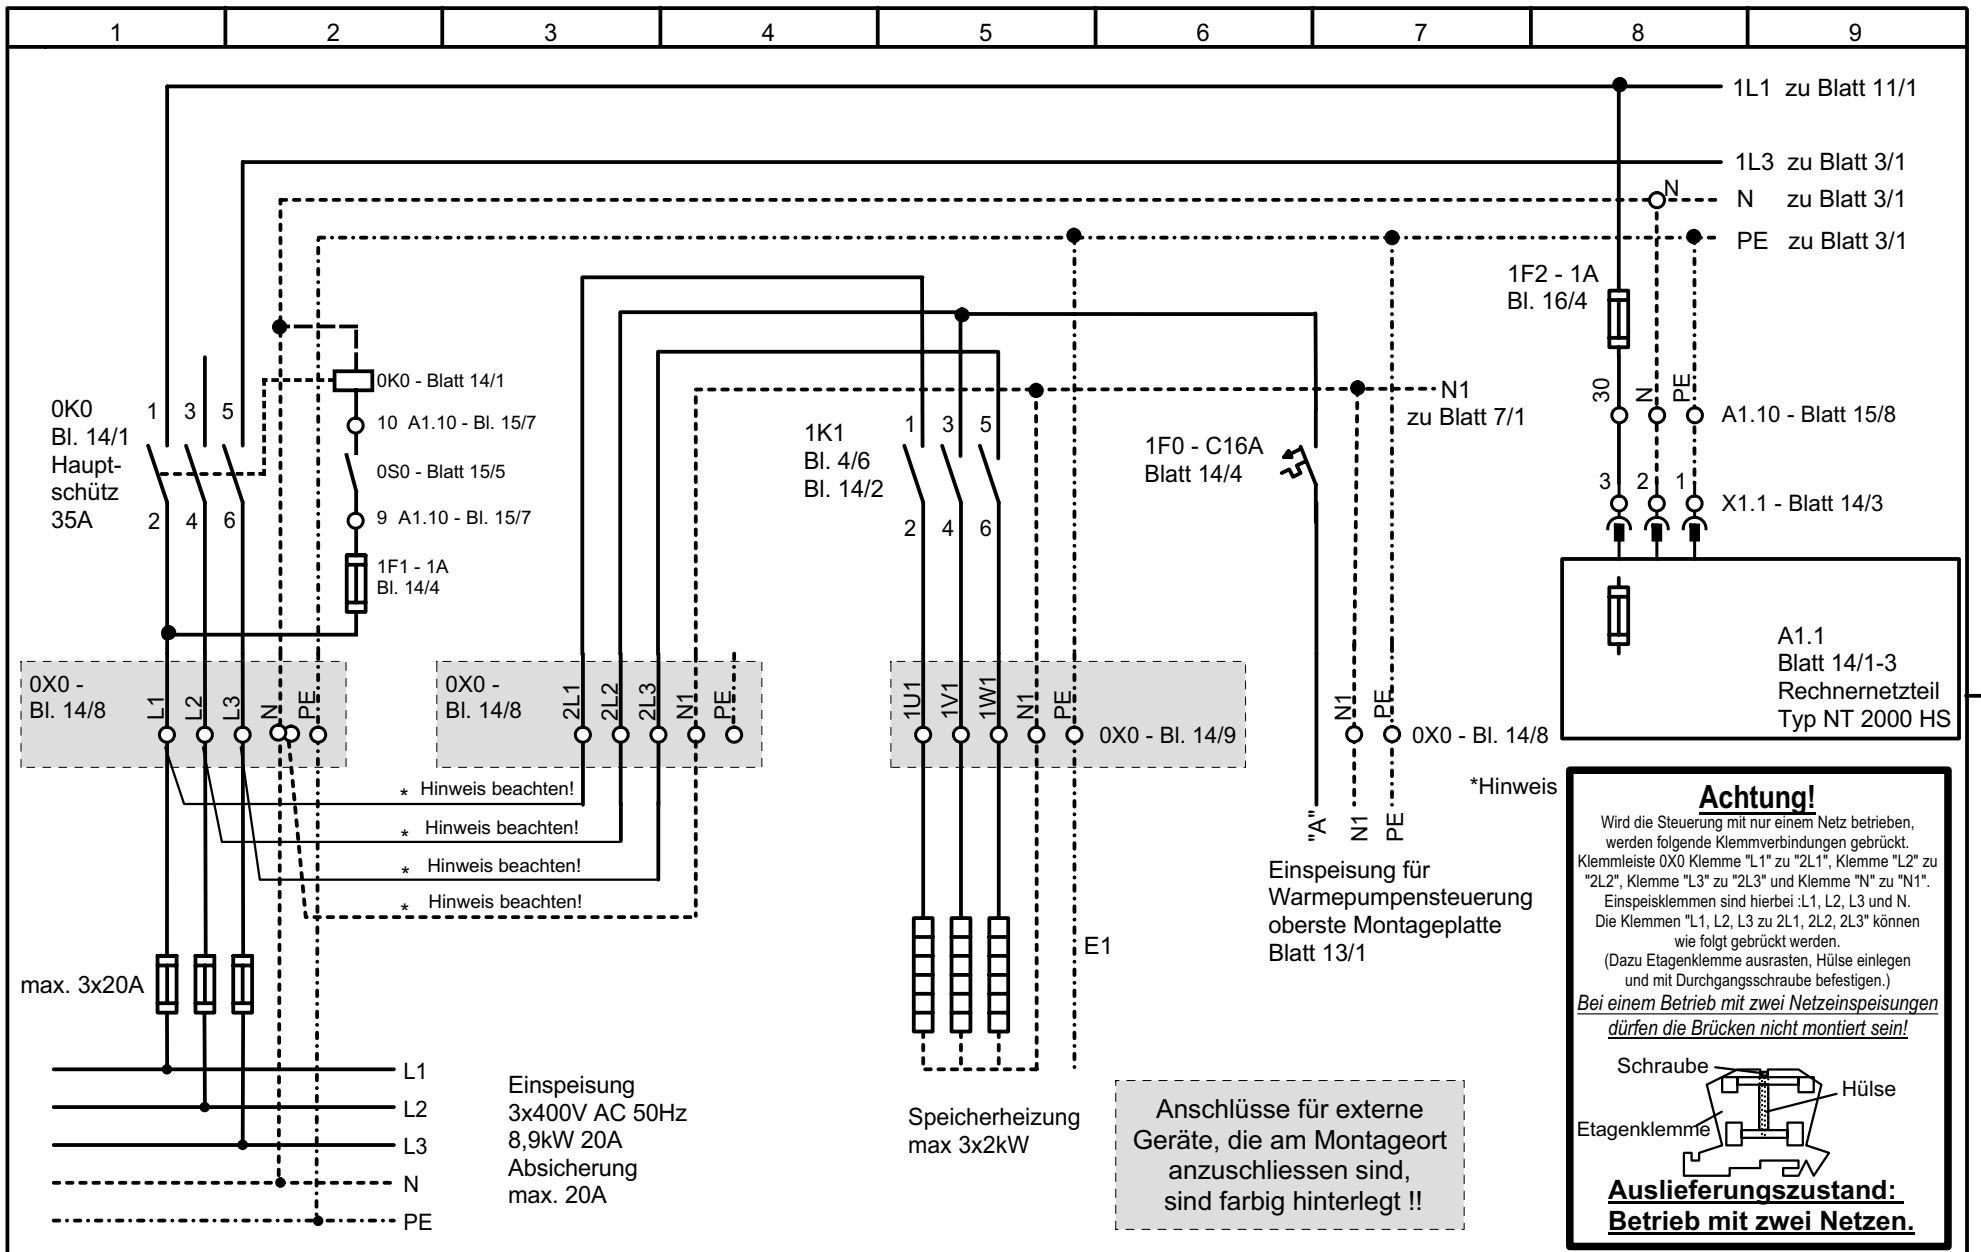 1 2 3 4 5 6 7 8 9
1L1 zu Blatt 11/1
1L3 zu Blatt 3/1
N
N zu Blatt 3/1
PE zu Blatt 3/1
1F2 - 1A
Bl. 16/4
0K0
Bl. 14/1
Haupt-
schütz
35A
1 3 5
2 4 6
0K0 - Blatt 14/1
10 A1.10 - Bl. 15/7
0S0 - Blatt 15/5
9 A1.10 - Bl. 15/7
1F1 - 1A
Bl. 14/4
1K1
Bl. 4/6
Bl. 14/2
1 3 5
2 4 6
N1
zu Blatt 7/1
1F0 - C16A
Blatt 14/4
30 N PE
A1.10 - Blatt 15/8
3 2 1
X1.1 - Blatt 14/3
A1.1
Blatt 14/1-3
Rechnernetzteil
Typ NT 2000 HS
0X0 -
Bl. 14/8
L1 L2 L3 N PE
0X0 -
Bl. 14/8
2L1 2L2 2L3 N1 PE
1U1 1V1 1W1 N1 PE
0X0 - Bl. 14/9
N1 PE
0X0 - Bl. 14/8
* Hinweis beachten!
* Hinweis beachten!
* Hinweis beachten!
* Hinweis beachten!
"A" N1 PE
Einspeisung für
Warmepumpensteuerung
oberste Montageplatte
Blatt 13/1
E1
max. 3x20A
L1
L2
L3
N
PE
Einspeisung
3x400V AC 50Hz
8,9kW 20A
Absicherung
max. 20A
Speicherheizung
max 3x2kW
Anschlüsse für externe
Geräte, die am Montageort
anzuschliessen sind,
sind farbig hinterlegt !!
*Hinweis
Achtung!
Wird die Steuerung mit nur einem Netz betrieben,
werden folgende Klemmverbindungen gebrückt.
Klemmleiste 0X0 Klemme "L1" zu "2L1", Klemme "L2" zu
"2L2", Klemme "L3" zu "2L3" und Klemme "N" zu "N1".
Einspeisklemmen sind hierbei :L1, L2, L3 und N.
Die Klemmen "L1, L2, L3 zu 2L1, 2L2, 2L3" können
wie folgt gebrückt werden.
(Dazu Etagenklemme ausrasten, Hülse einlegen
und mit Durchgangsschraube befestigen.)
Bei einem Betrieb mit zwei Netzeinspeisungen
dürfen die Brücken nicht montiert sein!
Schraube
Hülse
Etagenklemme
Auslieferungszustand:
Betrieb mit zwei Netzen.